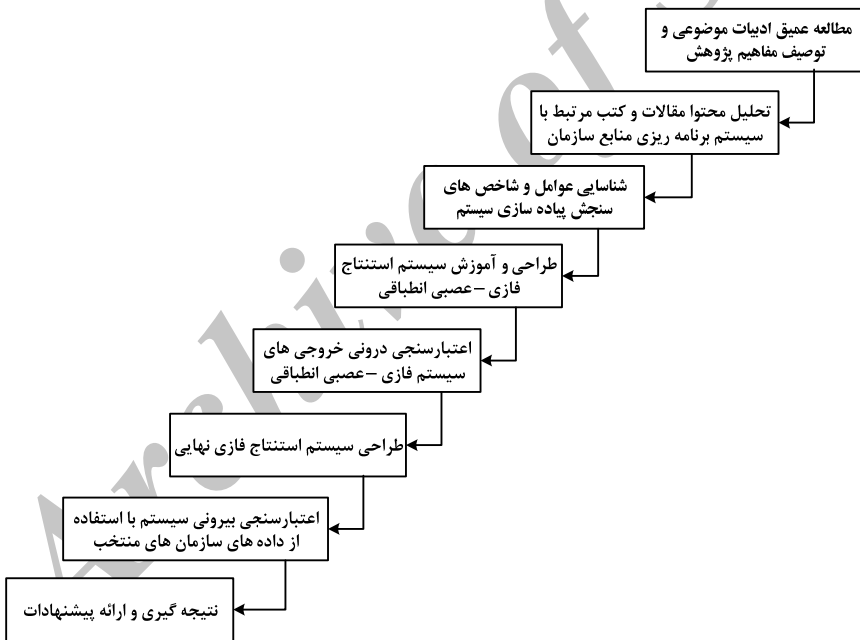 مطالعه عمیق ادبیات موضوعی و
توصیف مفاهیم پژوهش
تحلیل محتوا مقالات و کتب مرتبط با
سیستم برنامه ریزی منابع سازمان
شناسایی عوامل و شاخص های
سنجش پیاده سازی سیستم
طراحی و آموزش سیستم استنتاج
فازی –عصبی انطباقی
اعتبارسنجی درونی خروجی های
سیستم فازی –عصبی انطباقی
طراحی سیستم استنتاج فازی نهایی
اعتبارسنجی بیرونی سیستم با استفاده
از داده های سازمان های منتخب
نتیجه گیری و ارائه پیشنهادات
Archive of